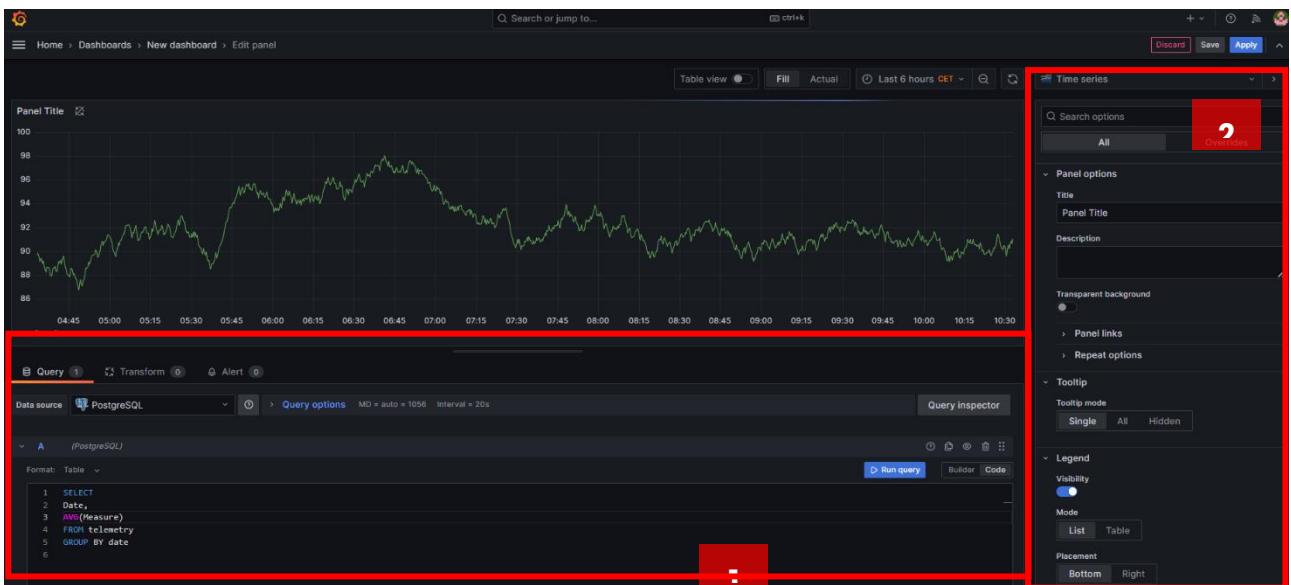 Search or jump to... ctrl+k
Home › Dashboards › New dashboard › Edit panel Discard Save Apply
Table view Fill Actual Last 6 hours CET
Time series
Panel Title
Search options
All Overrides
2
100
98
96
94
92
90
88
86
04:45 05:00 05:15 05:30 05:45 06:00 06:15 06:30 06:45 07:00 07:15 07:30 07:45 08:00 08:15 08:30 08:45 09:00 09:15 09:30 09:45 10:00 10:15 10:30
Panel options
Title
Panel Title
Description
Transparent background
Panel links
Repeat options
Tooltip
Tooltip mode
Single All Hidden
Legend
Visibility
Mode
List Table
Placement
Bottom Right
Query 1 Transform 0 Alert 0
Data source PostgreSQL Query options MD = auto = 1056 Interval = 20s Query inspector
A (PostgreSQL)
Format: Table Run query Builder Code
1 SELECT
2 Date,
3 AVG(Measure)
4 FROM telemetry
5 GROUP BY date
6